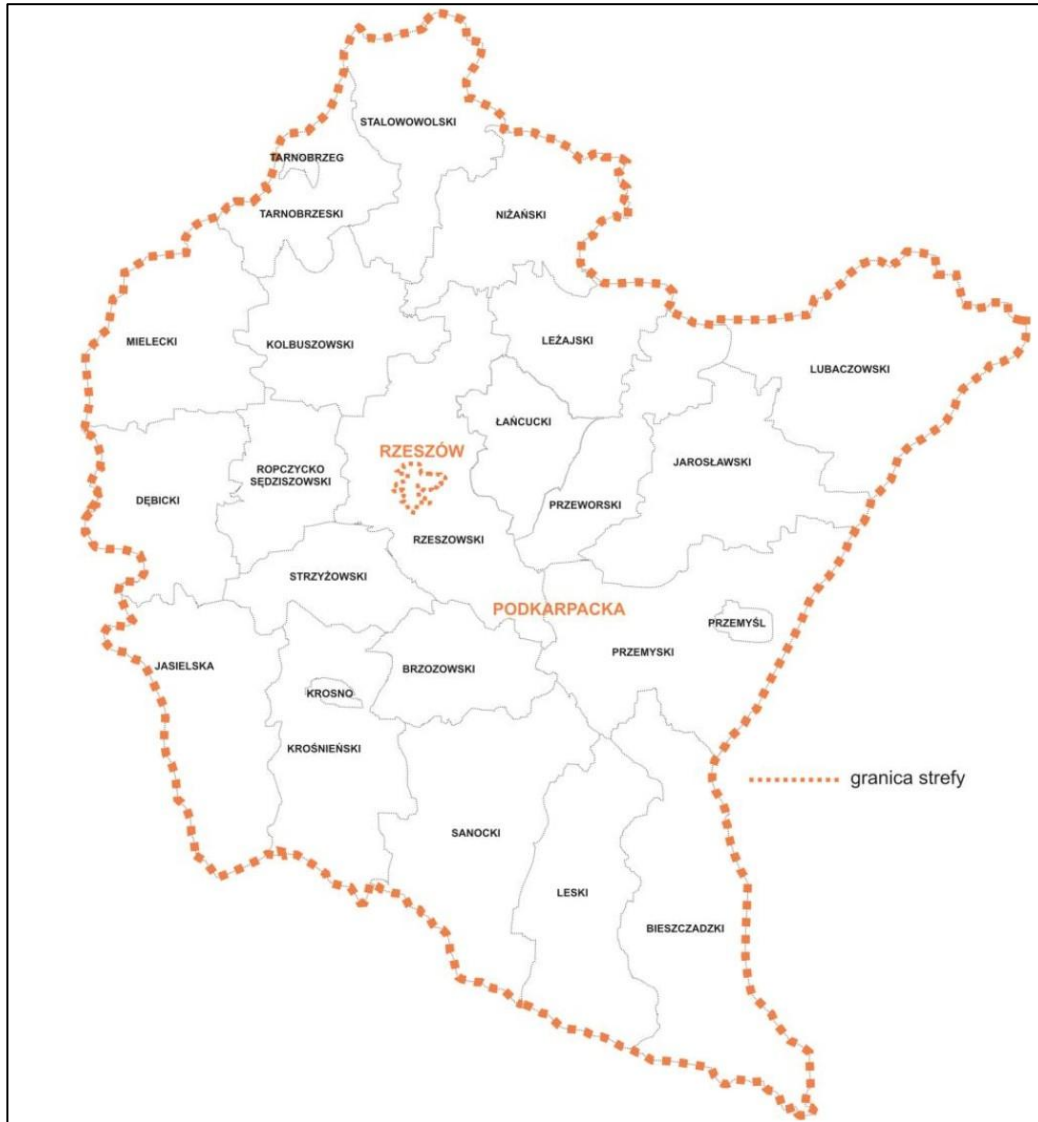 STALOWOWOLSKI
TARNOBRZEG
TARNOBRZESKI
NIŻAŃSKI
MIELECKI
KOLBUSZOWSKI
LEŻAJSKI
LUBACZOWSKI
ŁAŃCUCKI
RZESZÓW
JAROSŁAWSKI
ROPCZYCKO
SĘDZISZOWSKI
DĘBICKI
PRZEWORSKI
RZESZOWSKI
STRZYŻOWSKI
PODKARPACKA
PRZEMYŚL
PRZEMYSKI
JASIELSKA
BRZOZOWSKI
KROSNO
KROŚNIEŃSKI
granica strefy
SANOCKI
LESKI
BIESZCZADZKI